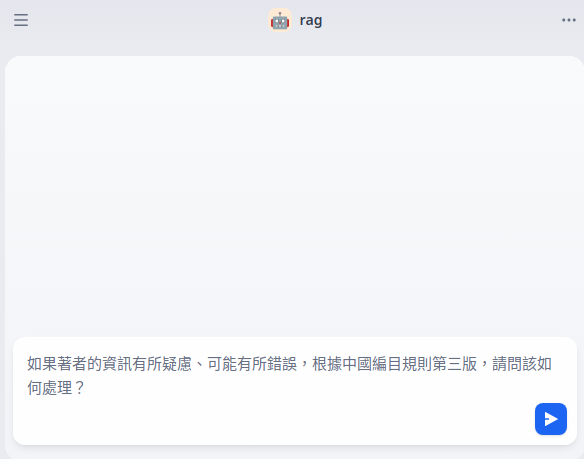 rag
如果著者的資訊有所疑慮、可能有所錯誤，根據中國編目規則第三版，請問該如
何處理？